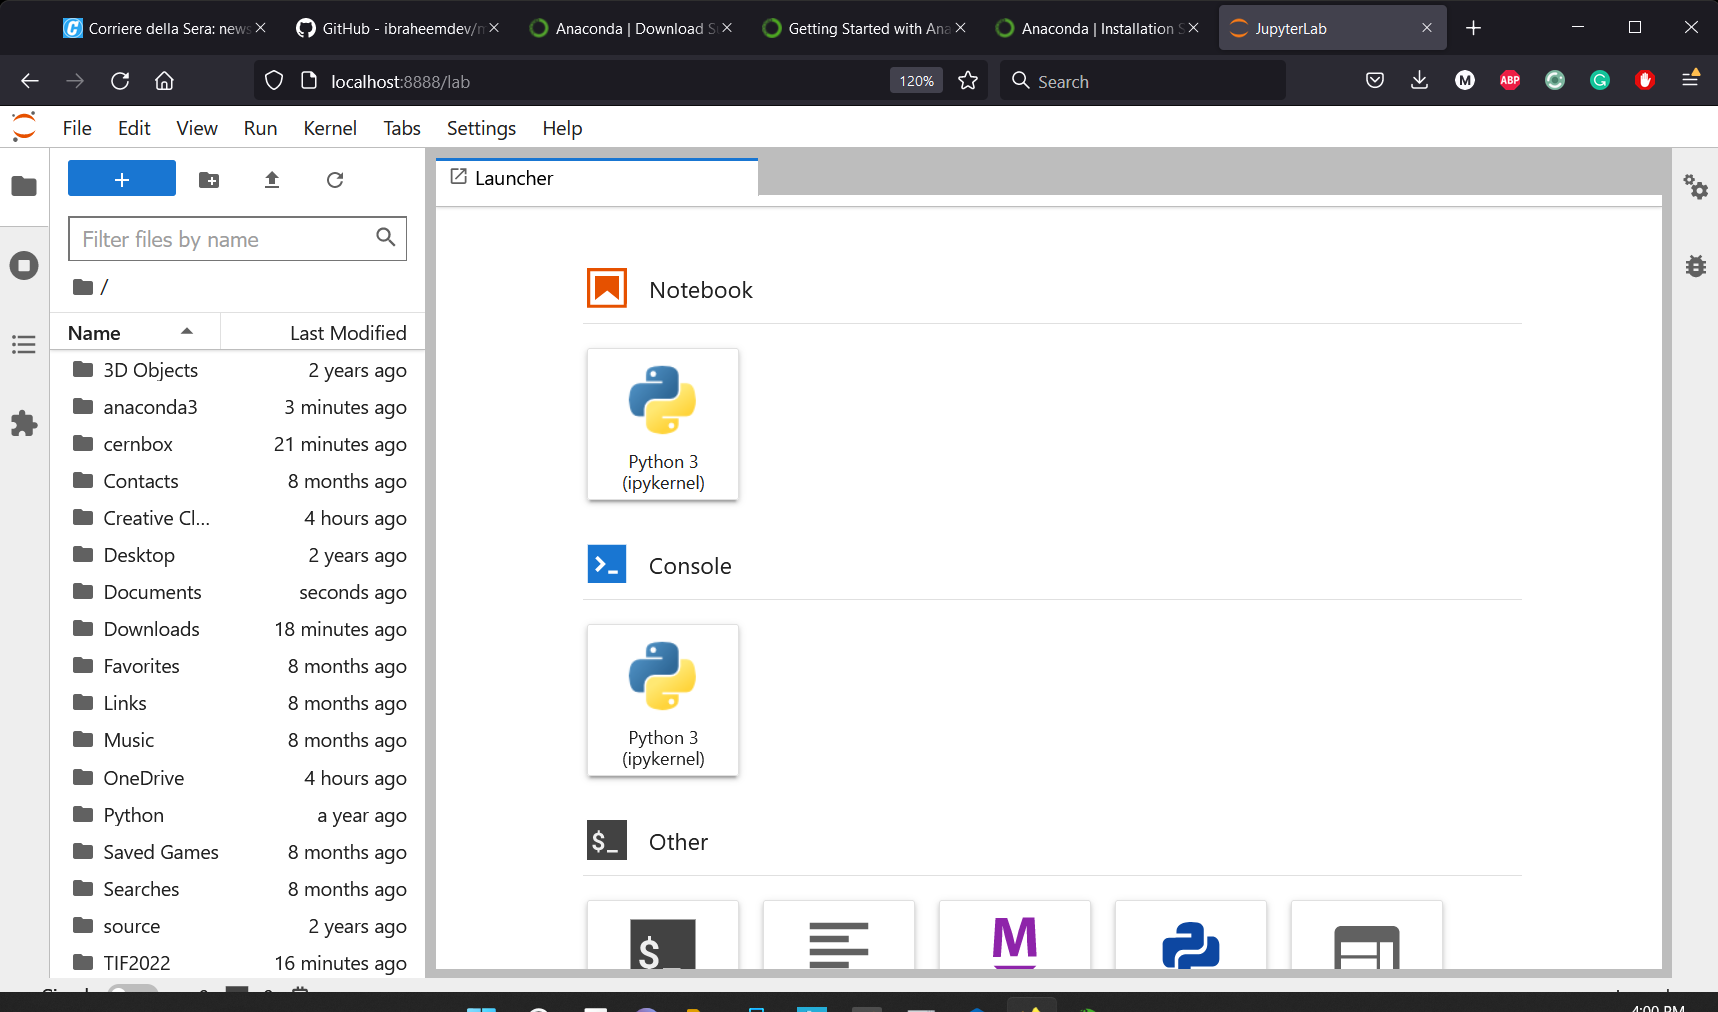 Corriere della Sera: news
GitHub - ibraheemdev/n
Anaconda | Download S
Getting Started with Ana
Anaconda | Installation S
JupyterLab
localhost:8888/lab
120%
Search
M
ABP
G
File Edit View Run Kernel Tabs Settings Help
+
Filter files by name
/
Name Last Modified
3D Objects 2 years ago
anaconda3 3 minutes ago
cernbox 21 minutes ago
Contacts 8 months ago
Creative Cl... 4 hours ago
Desktop 2 years ago
Documents seconds ago
Downloads 18 minutes ago
Favorites 8 months ago
Links 8 months ago
Music 8 months ago
OneDrive 4 hours ago
Python a year ago
Saved Games 8 months ago
Searches 8 months ago
source 2 years ago
TIF2022 16 minutes ago
Launcher
Notebook
Python 3
(ipykernel)
Console
Python 3
(ipykernel)
$_ Other
$_
M
4:00 PM